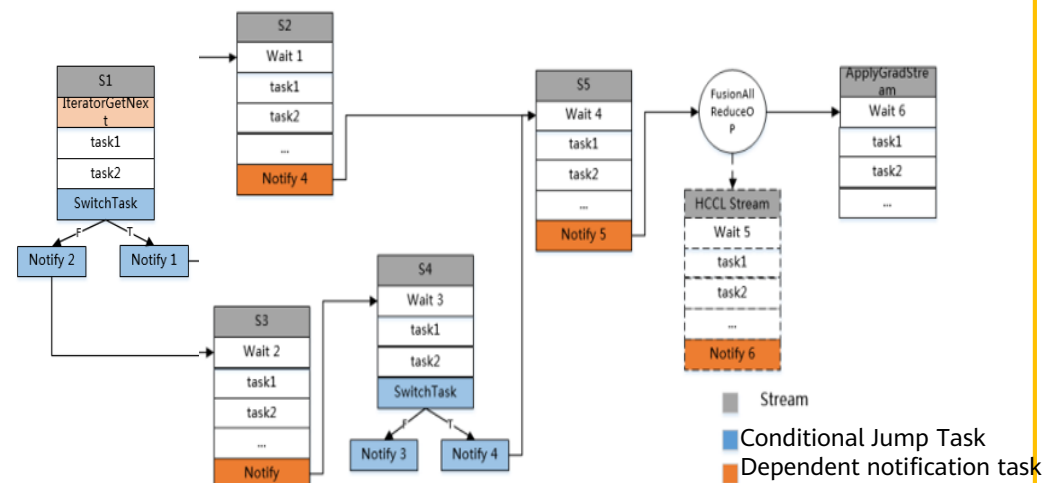 S1
IteratorGetNex
t
task1
task2
SwitchTask
F
T
Notify 2
Notify 1
S2
Wait 1
task1
task2
...
Notify 4
S3
Wait 2
task1
task2
...
Notify
S4
Wait 3
task1
task2
SwitchTask
F
T
Notify 3
Notify 4
S5
Wait 4
task1
task2
...
Notify 5
FusionAll
ReduceO
P
HCCL Stream
Wait 5
task1
task2
...
Notify 6
ApplyGradStre
am
Wait 6
task1
task2
...
Stream
Conditional Jump Task
Dependent notification task